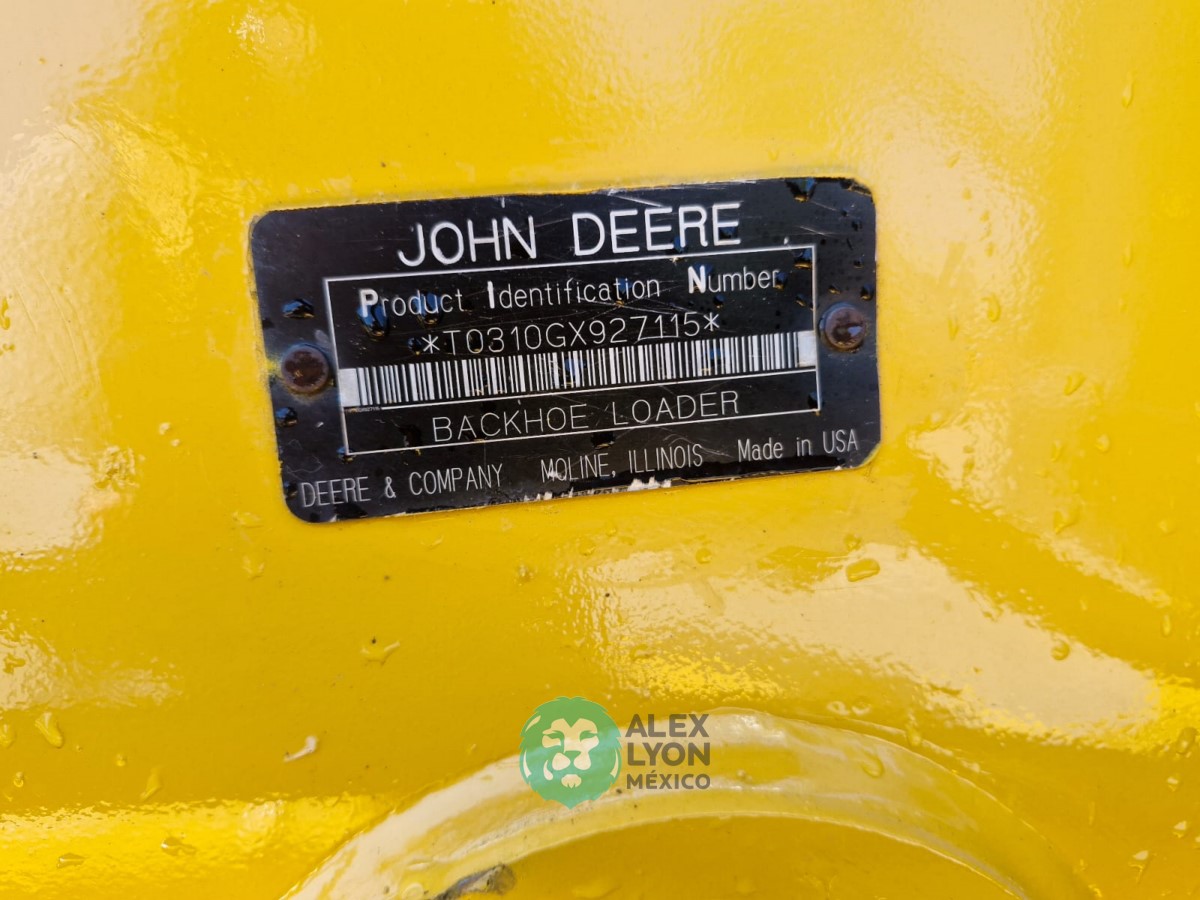 JOHN DEERE
Product Identification Number
*T0310GX927115*
BACKHOE LOADER
DEERE & COMPANY MOLINE, ILLINOIS Made in USA
ALEX
LYON
MÉXICO